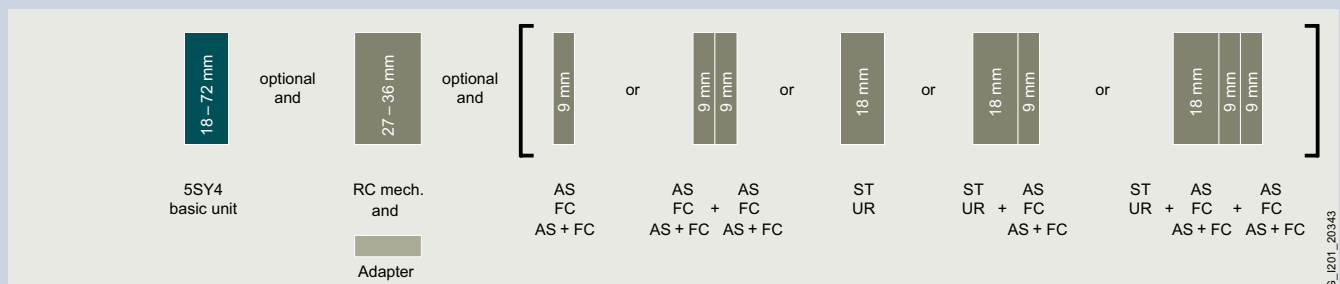 18 – 72 mm
optional
and
27 – 36 mm
optional
and
9 mm
or
9 mm
9 mm
or
18 mm
or
18 mm
9 mm
or
18 mm
9 mm
9 mm
5SY4
basic unit
RC mech.
and
Adapter
AS
FC
AS + FC
AS AS
FC + FC
AS + FC AS + FC
ST
UR
ST AS
UR + FC
AS + FC
ST AS AS
UR + FC + FC
AS + FC AS + FC
_I201_20343